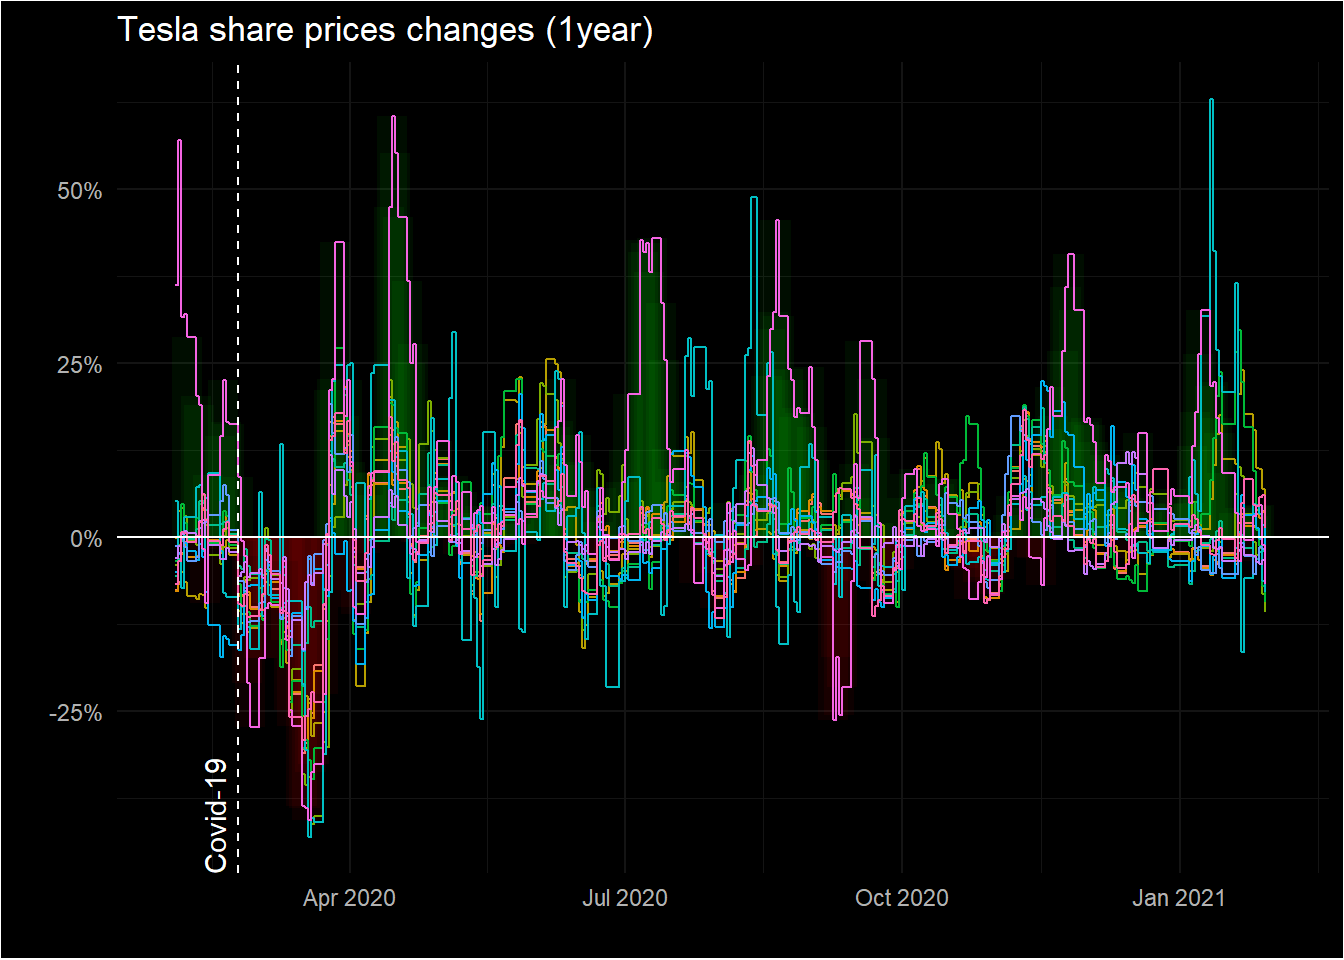 Tesla share prices changes (1year)
50%
25%
0%
-25%
Covid-19
Apr 2020
Jul 2020
Oct 2020
Jan 2021